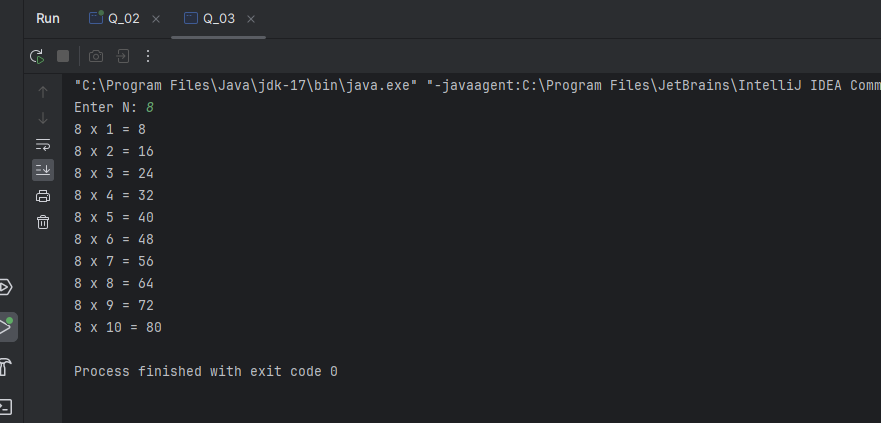 Run Q_02 Q_03
"C:\Program Files\Java\jdk-17\bin\java.exe" "-javaagent:C:\Program Files\JetBrains\IntelliJ IDEA Comm
Enter N: 8
8 x 1 = 8
8 x 2 = 16
8 x 3 = 24
8 x 4 = 32
8 x 5 = 40
8 x 6 = 48
8 x 7 = 56
8 x 8 = 64
8 x 9 = 72
8 x 10 = 80
Process finished with exit code 0